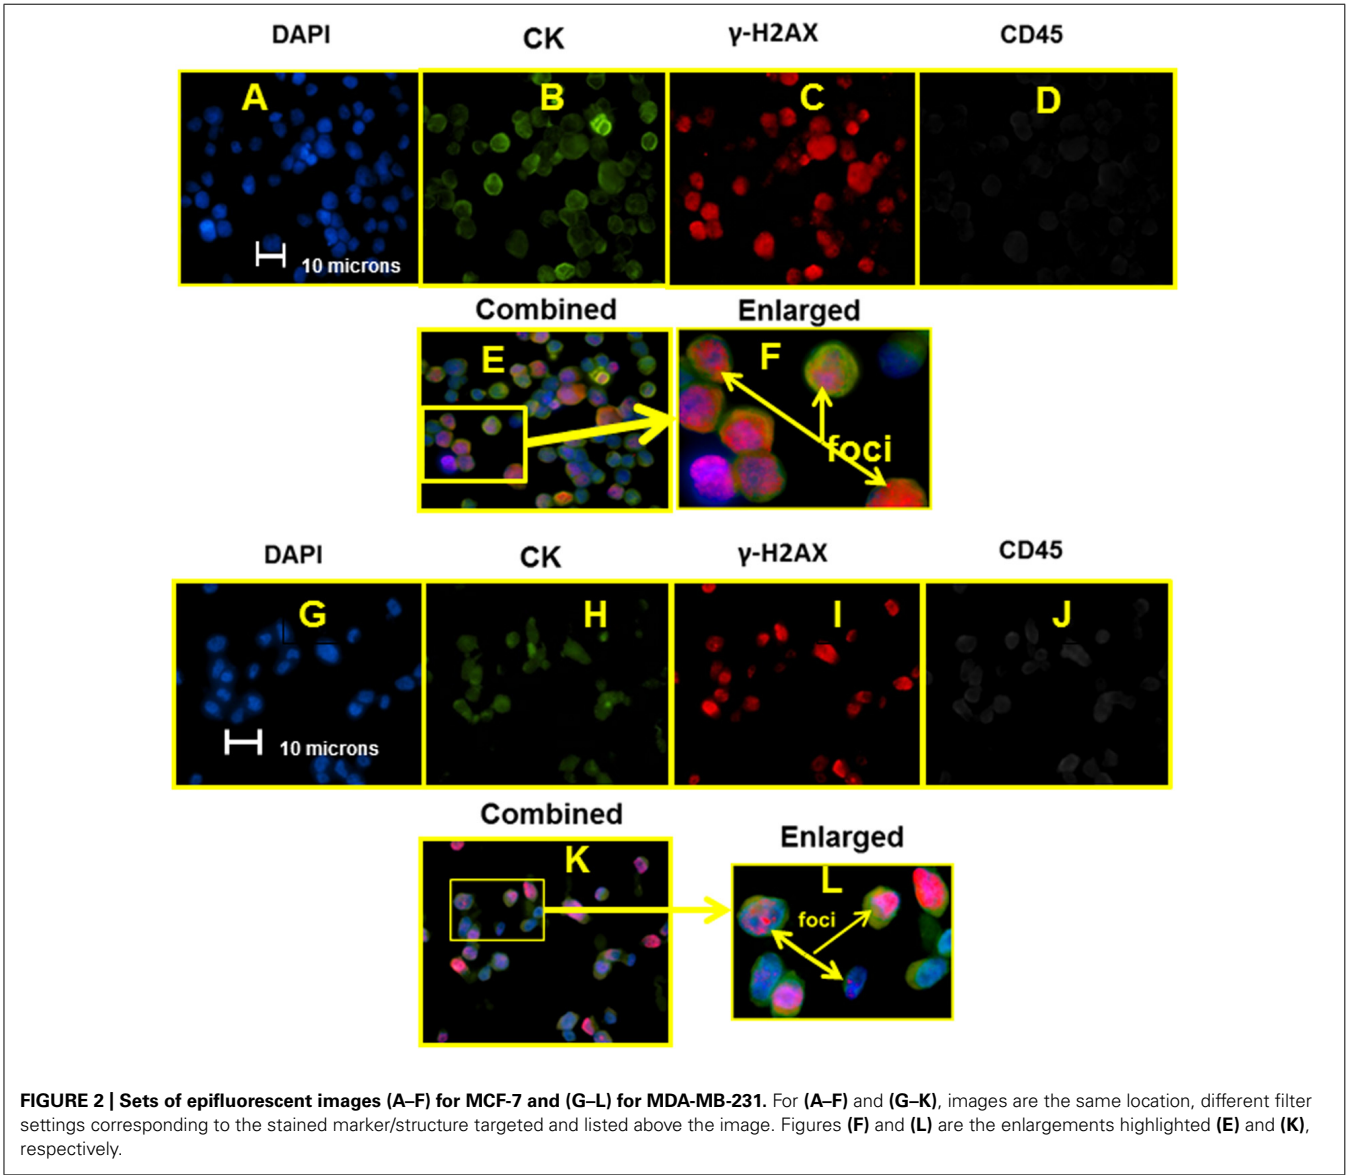 DAPI CK γ-H2AX CD45
A B C D
10 microns
Combined Enlarged
E F
foci
DAPI CK γ-H2AX CD45
G H I J
10 microns
Combined
Enlarged
K L
foci
FIGURE 2 | Sets of epifluorescent images (A–F) for MCF-7 and (G–L) for MDA-MB-231. For (A–F) and (G–K), images are the same location, different filter
settings corresponding to the stained marker/structure targeted and listed above the image. Figures (F) and (L) are the enlargements highlighted (E) and (K),
respectively.